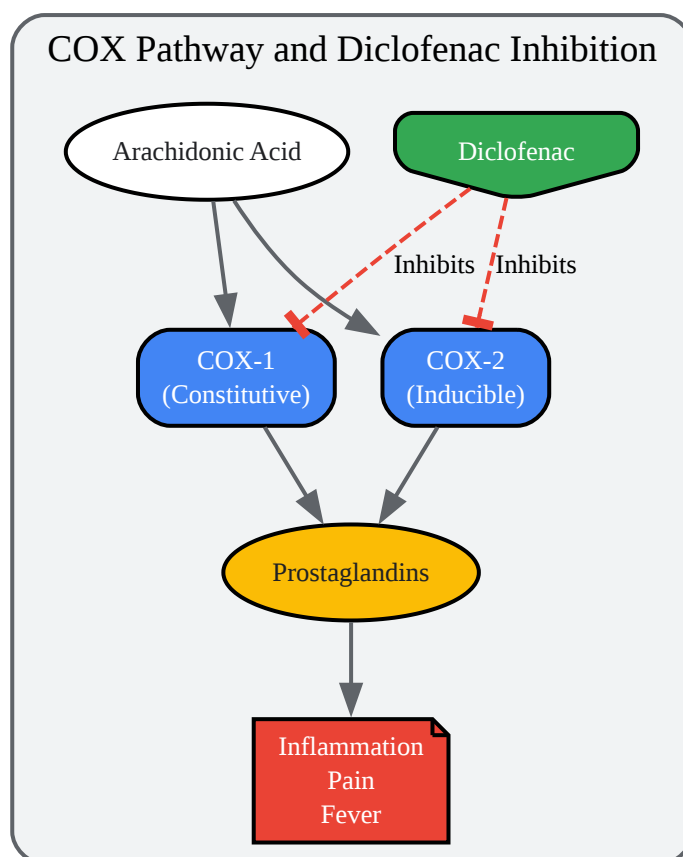 COX Pathway and Diclofenac Inhibition
Arachidonic Acid
Diclofenac
Inhibits
Inhibits
COX-1
(Constitutive)
COX-2
(Inducible)
Prostaglandins
Inflammation
Pain
Fever